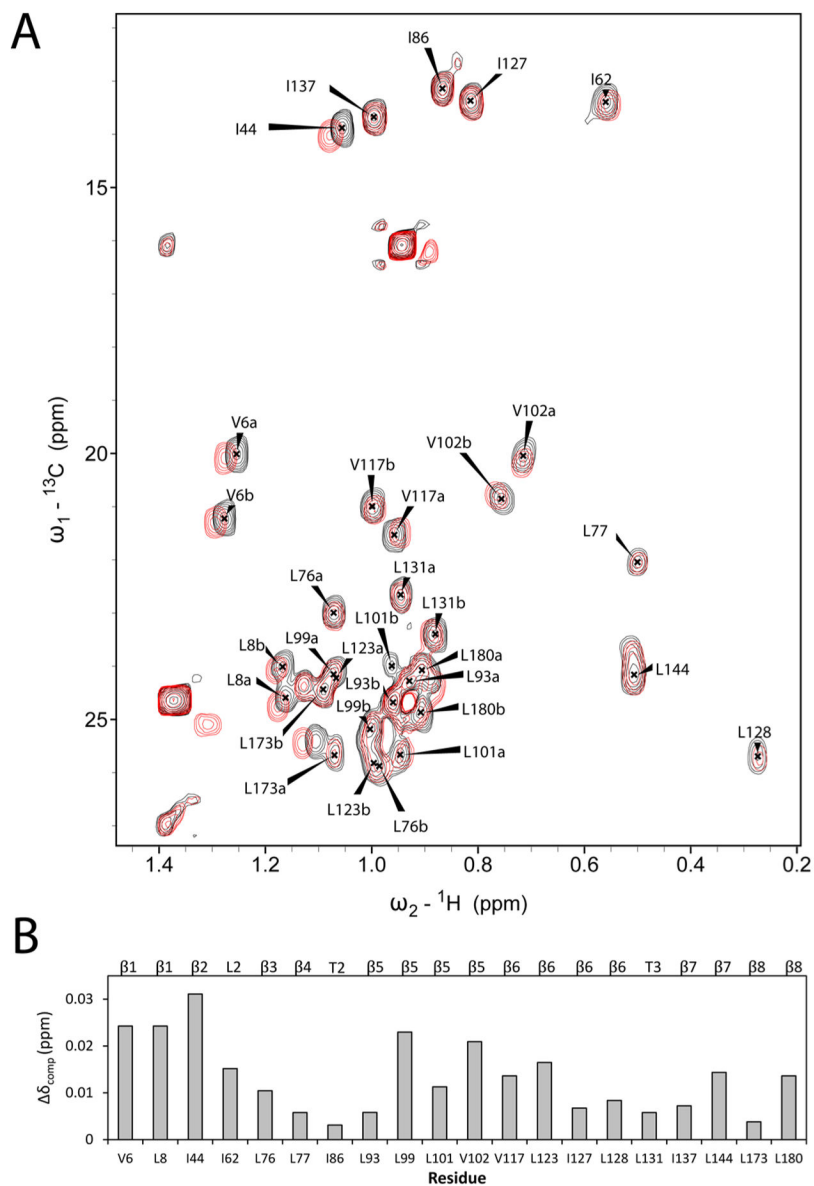 A
I86
I127
I137
I62
I44
15
V6a
V102a
20
V102b
V117b
V6b
V117a
L77
L131a
L76a
L131b
L101b
L99a
L123a
L8b
L180a
L144
L8a
L93b
L93a
L99b
L180b
25
L173b
L128
L101a
L173a
L123b
L76b
ω1 - 13C (ppm)
1.4 1.2 1.0 0.8 0.6 0.4 0.2
ω2 - 1H (ppm)
B
β1 β1 β2 L2 β3 β4 T2 β5 β5 β5 β5 β6 β6 β6 β6 T3 β7 β7 β8 β8
0.03
0.02
0.01
0
Δδcomp (ppm)
V6 L8 I44 I62 L76 L77 I86 L93 L99 L101 V102 V117 L123 I127 L128 L131 I137 L144 L173 L180
Residue